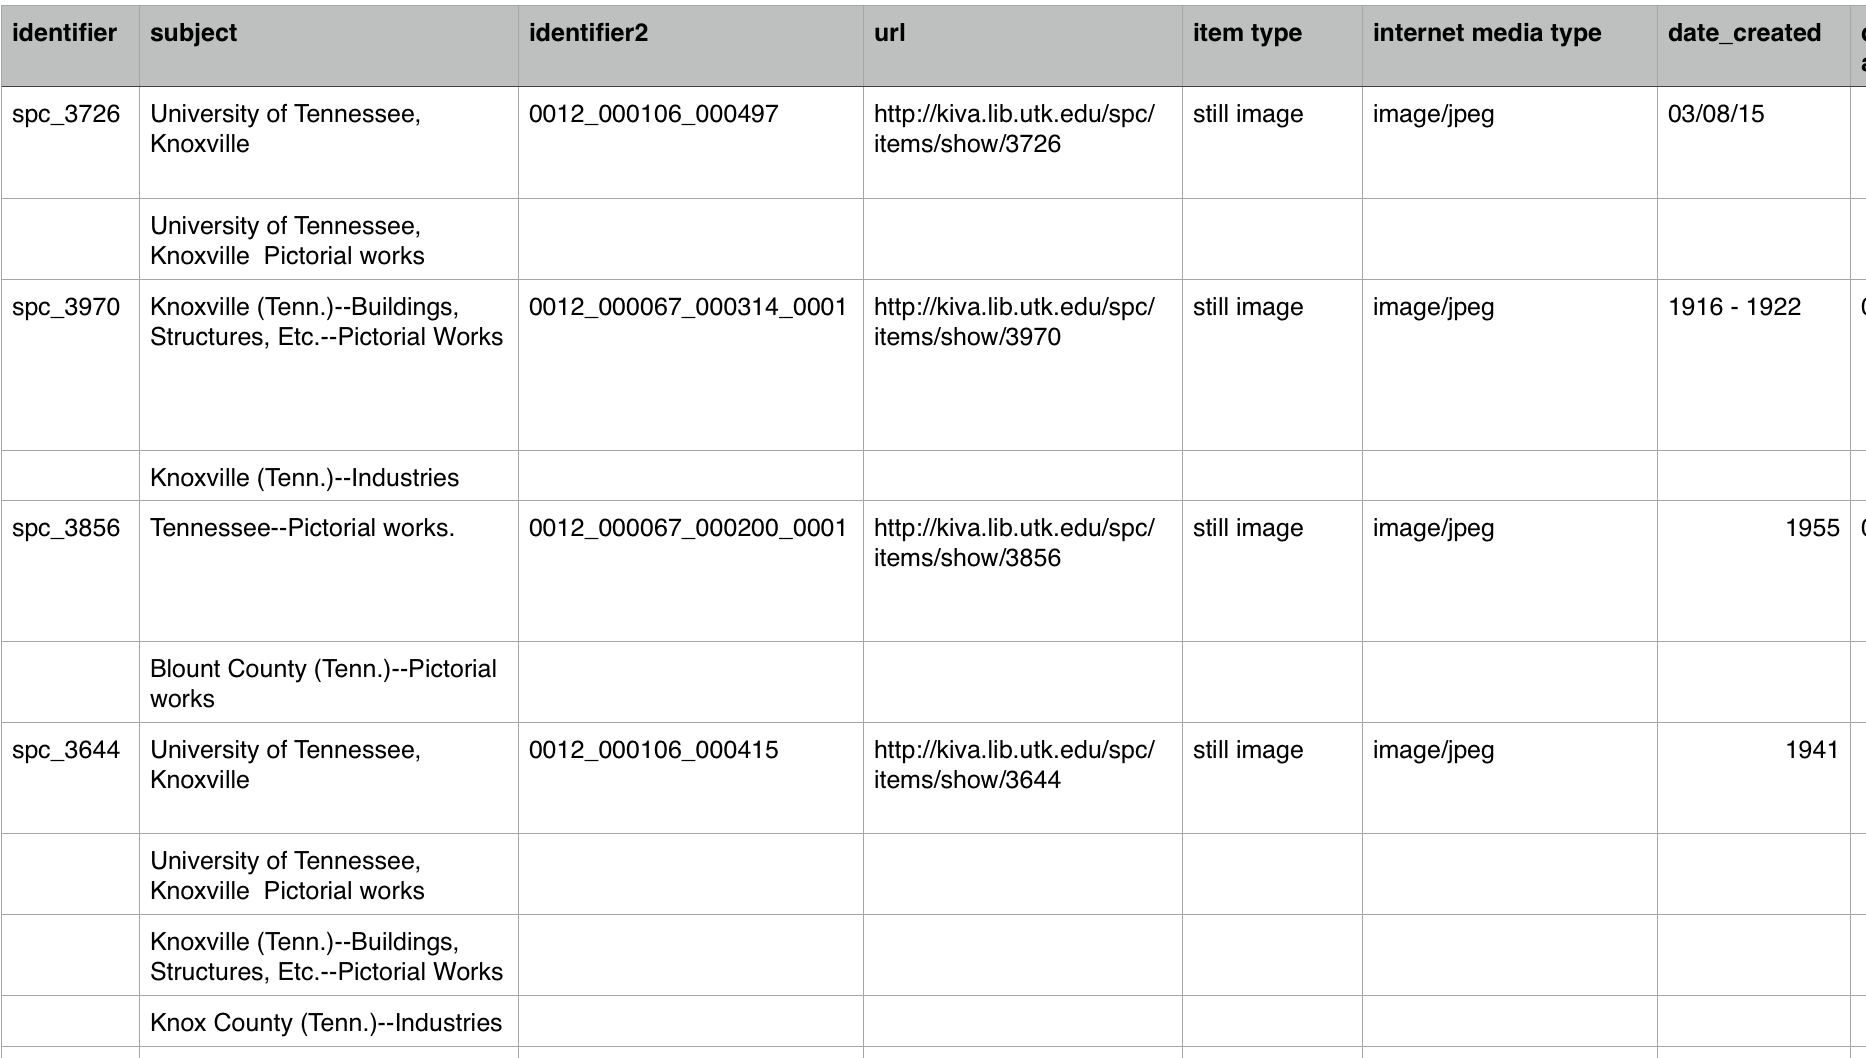 identifier subject identifier2 url item type internet media type date_created
spc_3726 University of Tennessee, 0012_000106_000497 http://kiva.lib.utk.edu/spc/ still image image/jpeg 03/08/15
Knoxville items/show/3726
University of Tennessee,
Knoxville  Pictorial works
spc_3970 Knoxville (Tenn.)--Buildings, 0012_000067_000314_0001 http://kiva.lib.utk.edu/spc/ still image image/jpeg 1916 - 1922
Structures, Etc.--Pictorial Works items/show/3970
Knoxville (Tenn.)--Industries
spc_3856 Tennessee--Pictorial works. 0012_000067_000200_0001 http://kiva.lib.utk.edu/spc/ still image image/jpeg 1955
items/show/3856
Blount County (Tenn.)--Pictorial
works
spc_3644 University of Tennessee, 0012_000106_000415 http://kiva.lib.utk.edu/spc/ still image image/jpeg 1941
Knoxville items/show/3644
University of Tennessee,
Knoxville  Pictorial works
Knoxville (Tenn.)--Buildings,
Structures, Etc.--Pictorial Works
Knox County (Tenn.)--Industries